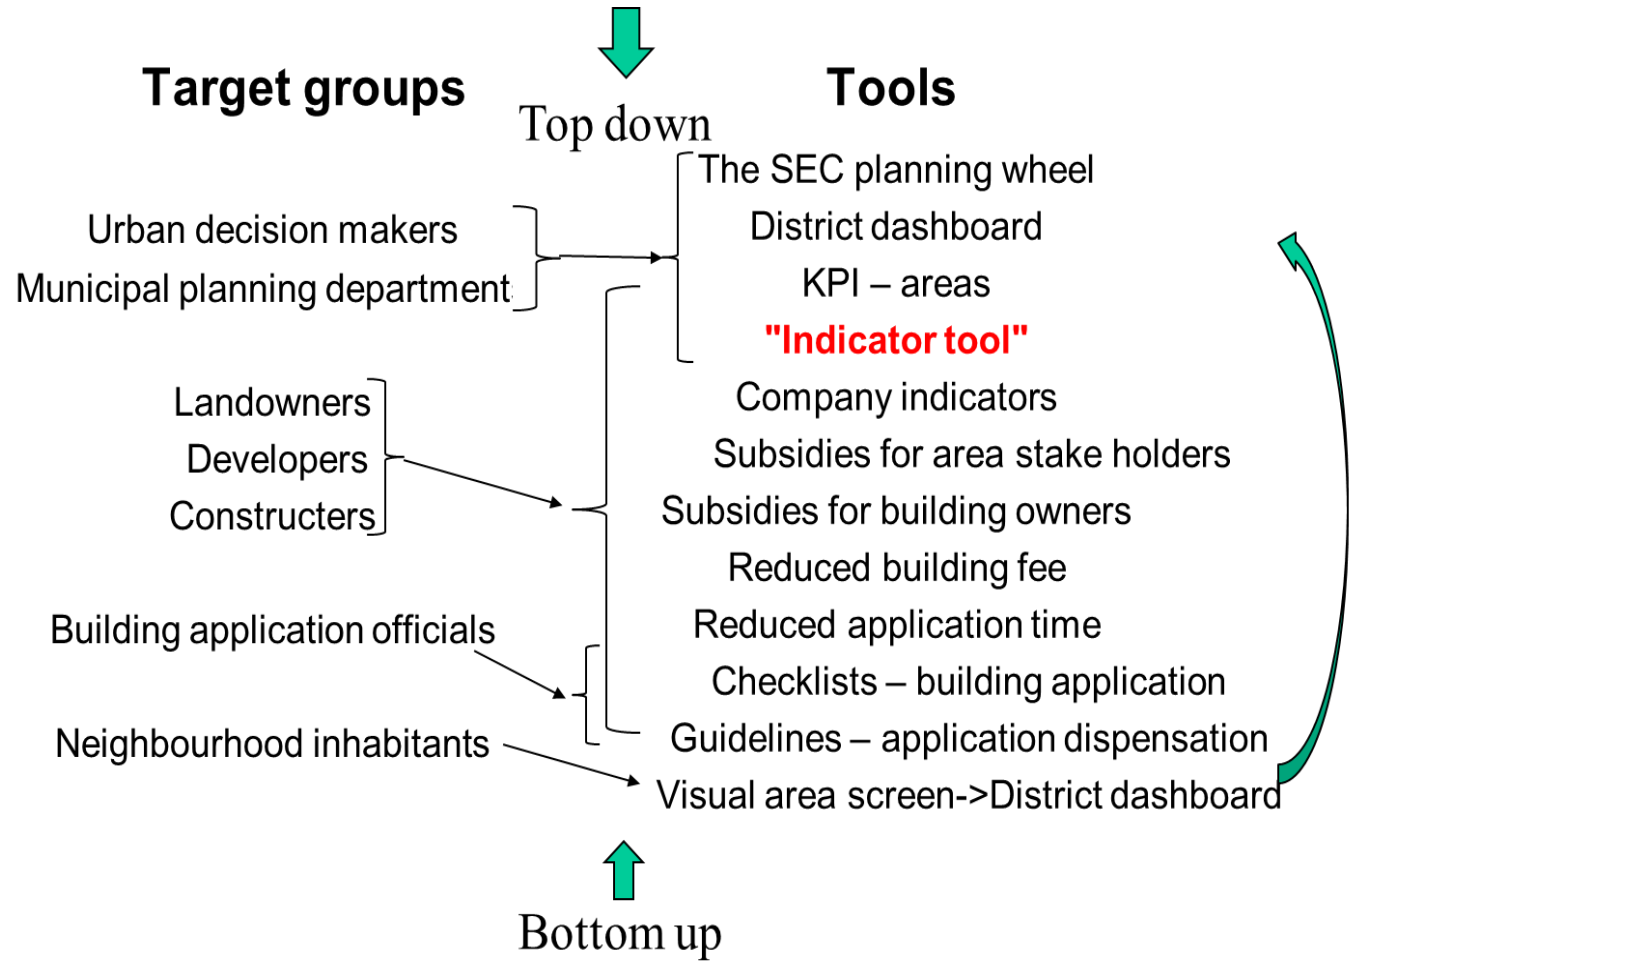 Target groups
Top down
Tools
Urban decision makers
Municipal planning department
Landowners
Developers
Constructers
Building application officials
Neighbourhood inhabitants
The SEC planning wheel
District dashboard
KPI – areas
"Indicator tool"
Company indicators
Subsidies for area stake holders
Subsidies for building owners
Reduced building fee
Reduced application time
Checklists – building application
Guidelines – application dispensation
Visual area screen->District dashboard
Bottom up